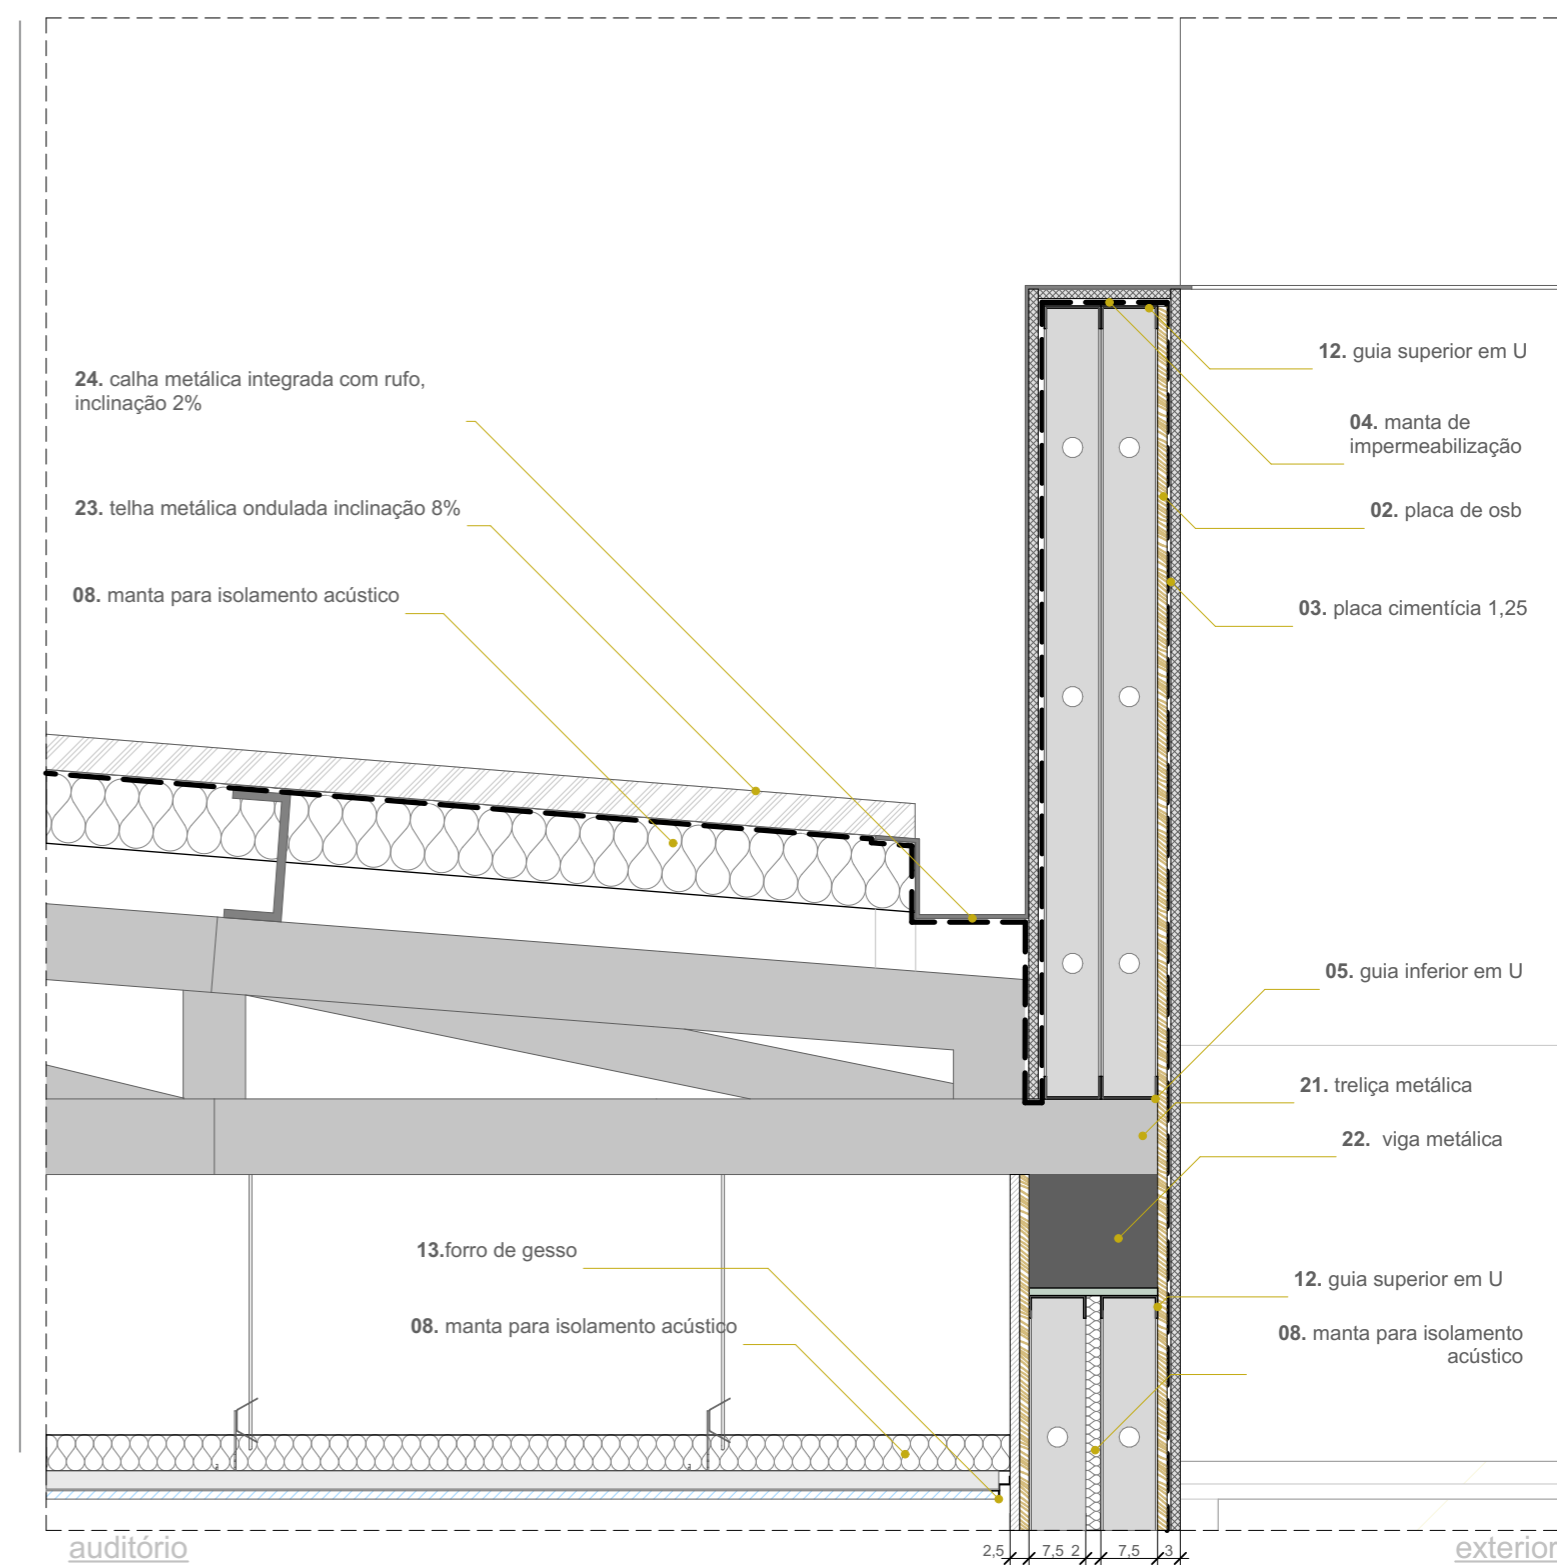 24. calha metálica integrada com rufo,
inclinação 2%
23. telha metálica ondulada inclinação 8%
08. manta para isolamento acústico
12. guia superior em U
04. manta de
impermeabilização
02. placa de osb
03. placa cimentícia 1,25
05. guia inferior em U
21. treliça metálica
22. viga metálica
13.forro de gesso
08. manta para isolamento acústico
12. guia superior em U
08. manta para isolamento
acústico
2,5 7,5 2 7,5 3
auditório
exterior